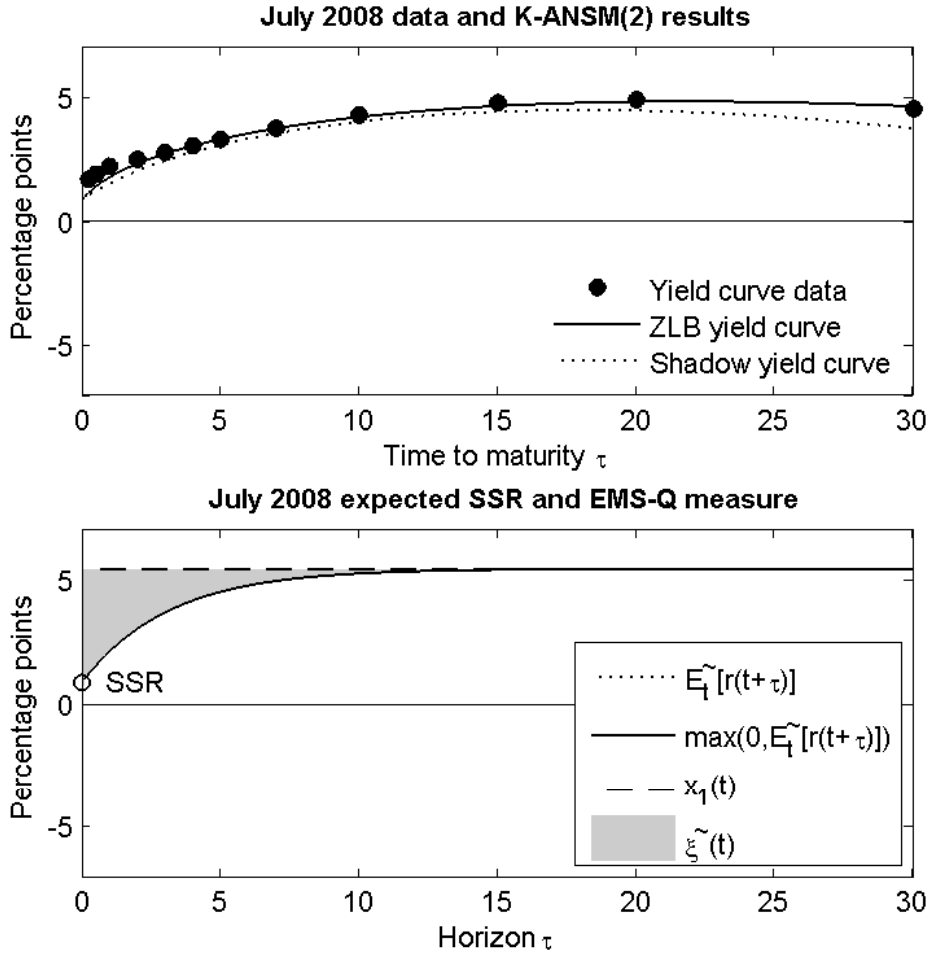 July 2008 data and K-ANSM(2) results
Percentage points
5
0
-5
Yield curve data
ZLB yield curve
Shadow yield curve
0 5 10 15 20 25 30
Time to maturity τ
July 2008 expected SSR and EMS-Q measure
Percentage points
5
0
-5
SSR
E~t[r(t+τ)]
max(0,E~t[r(t+τ)])
x1(t)
ξ~(t)
0 5 10 15 20 25 30
Horizon τ